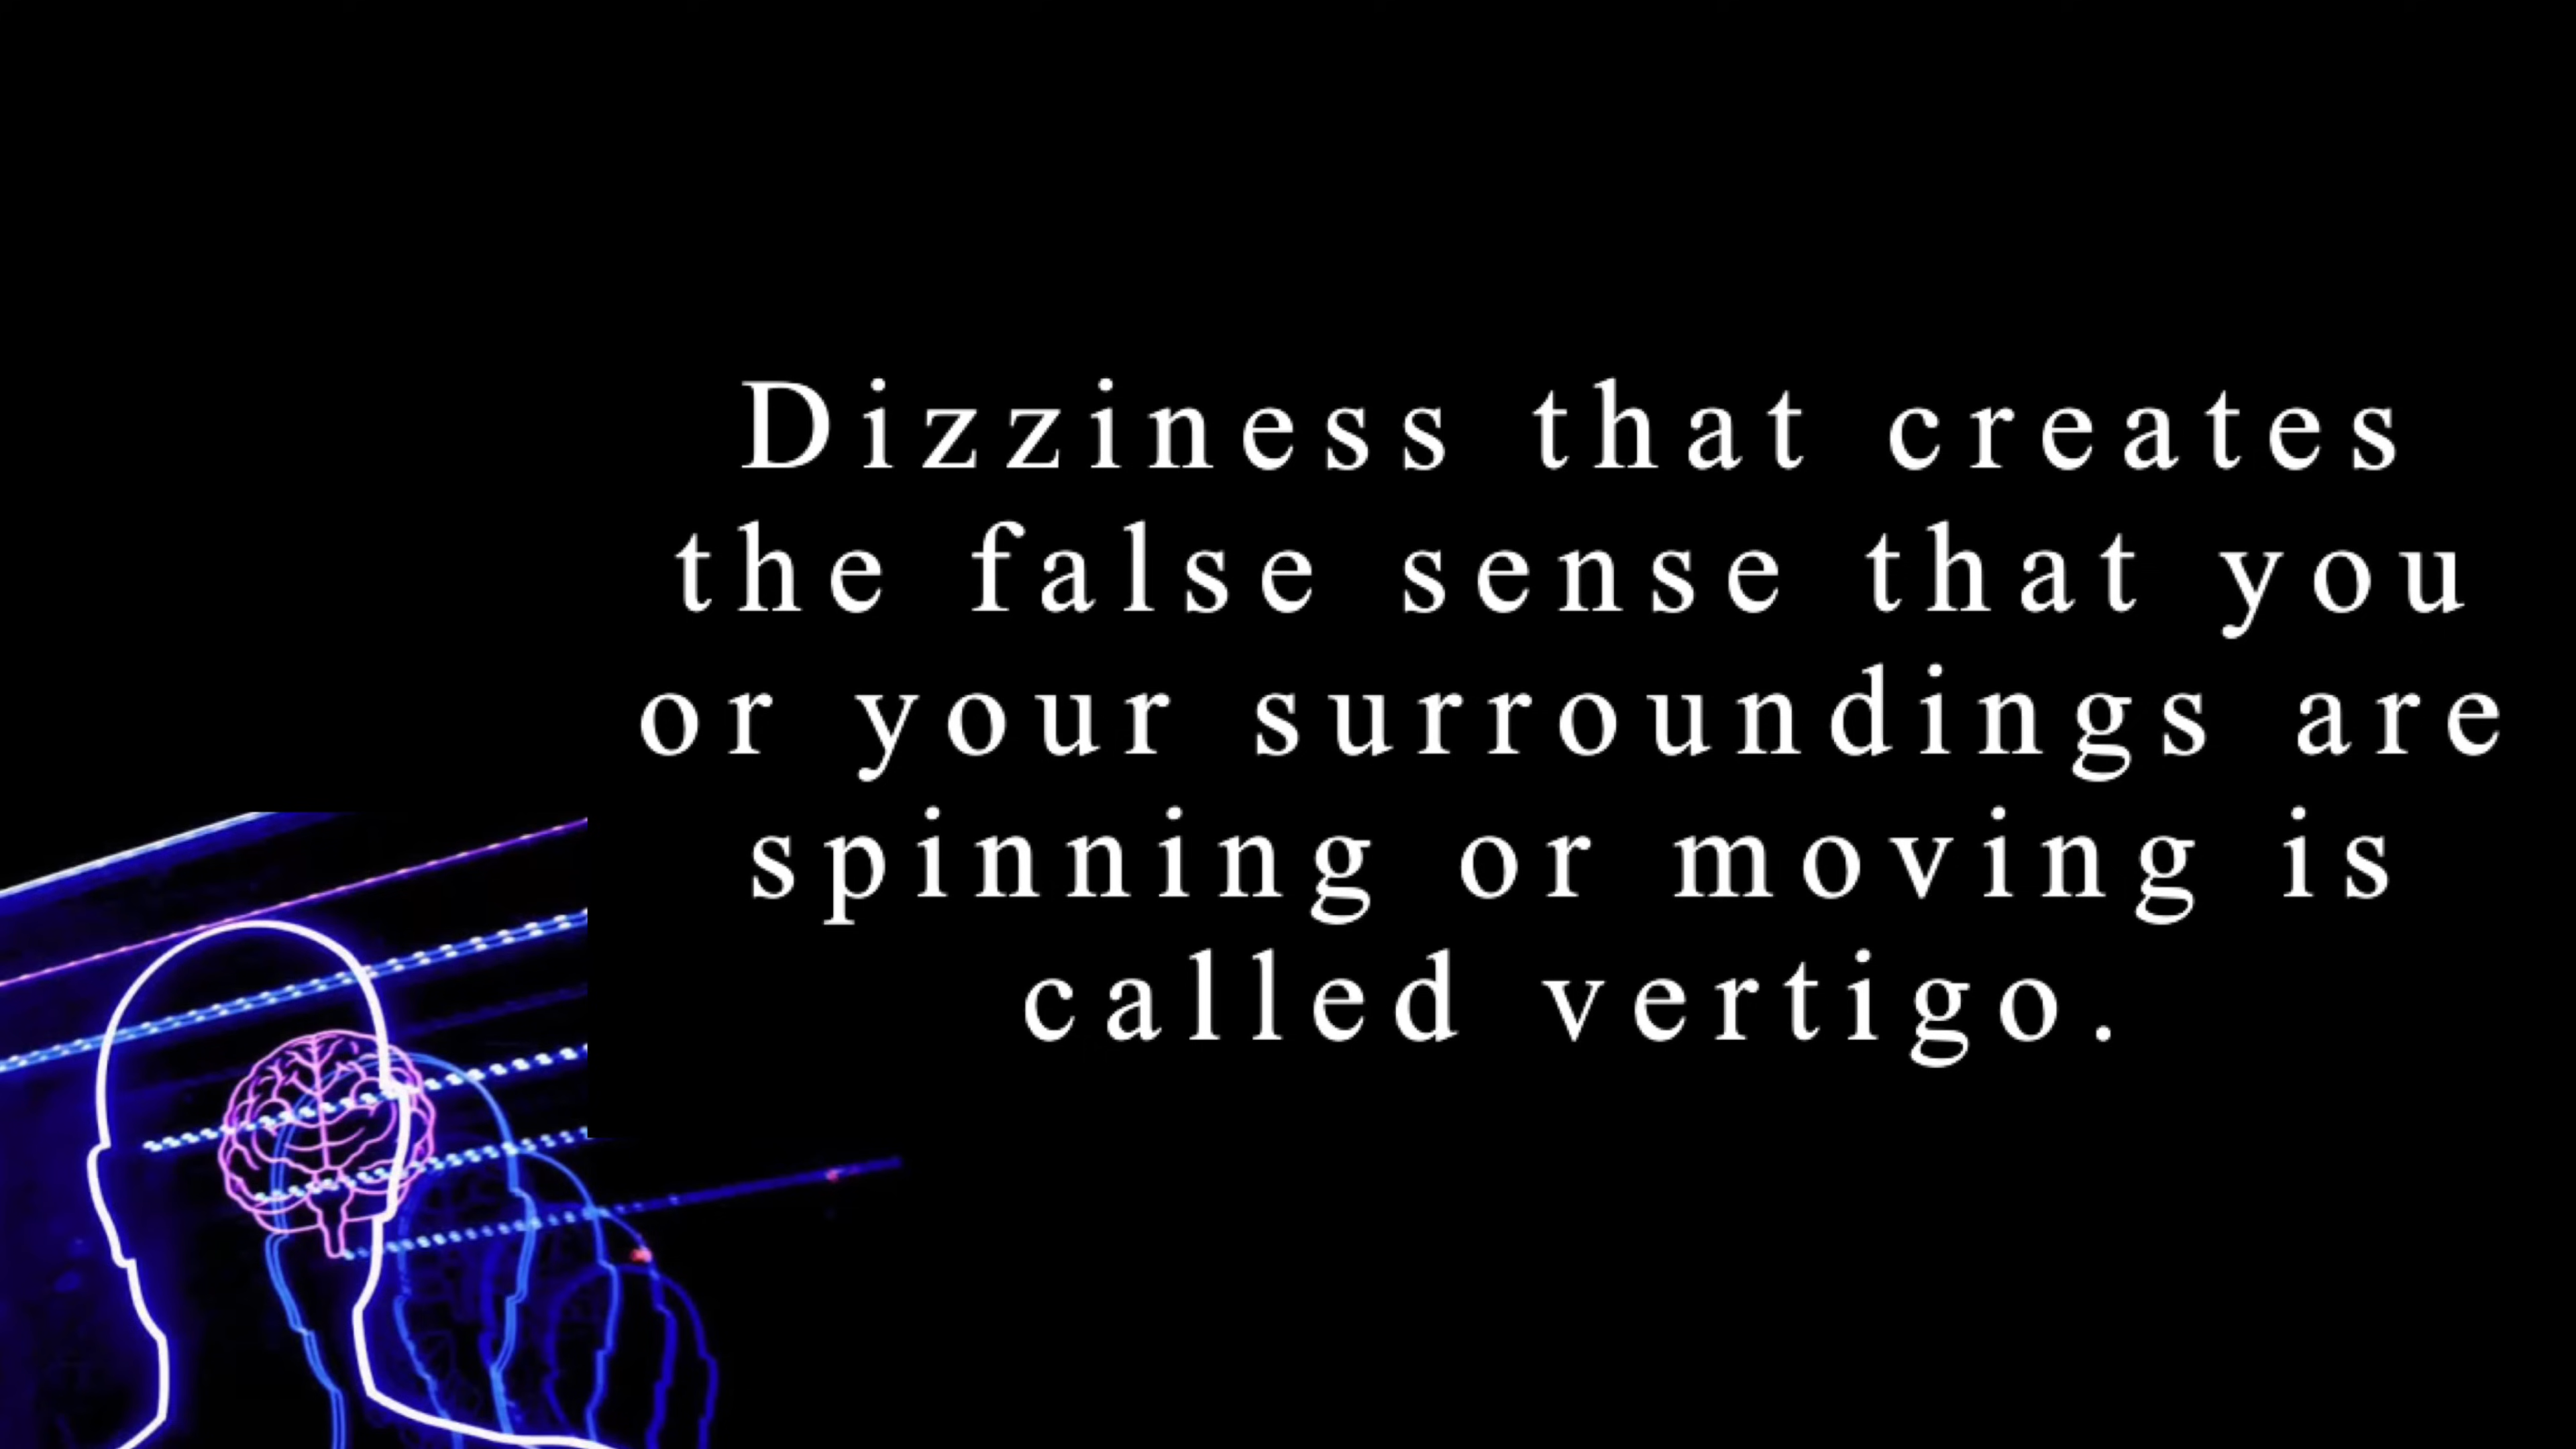 Dizziness that creates
the false sense that you
or your surroundings are
spinning or moving is
called vertigo.